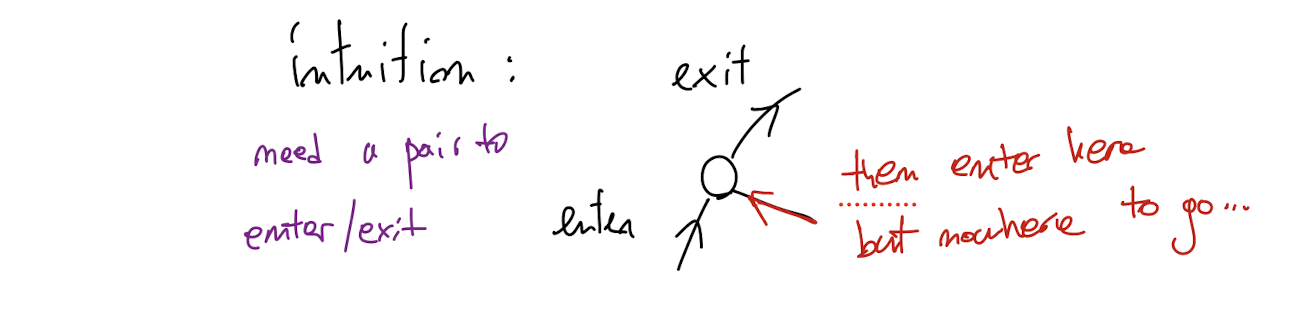 intuition :
need a pair to
enter/exit
exit
enter
then enter here
but nowhere to go...